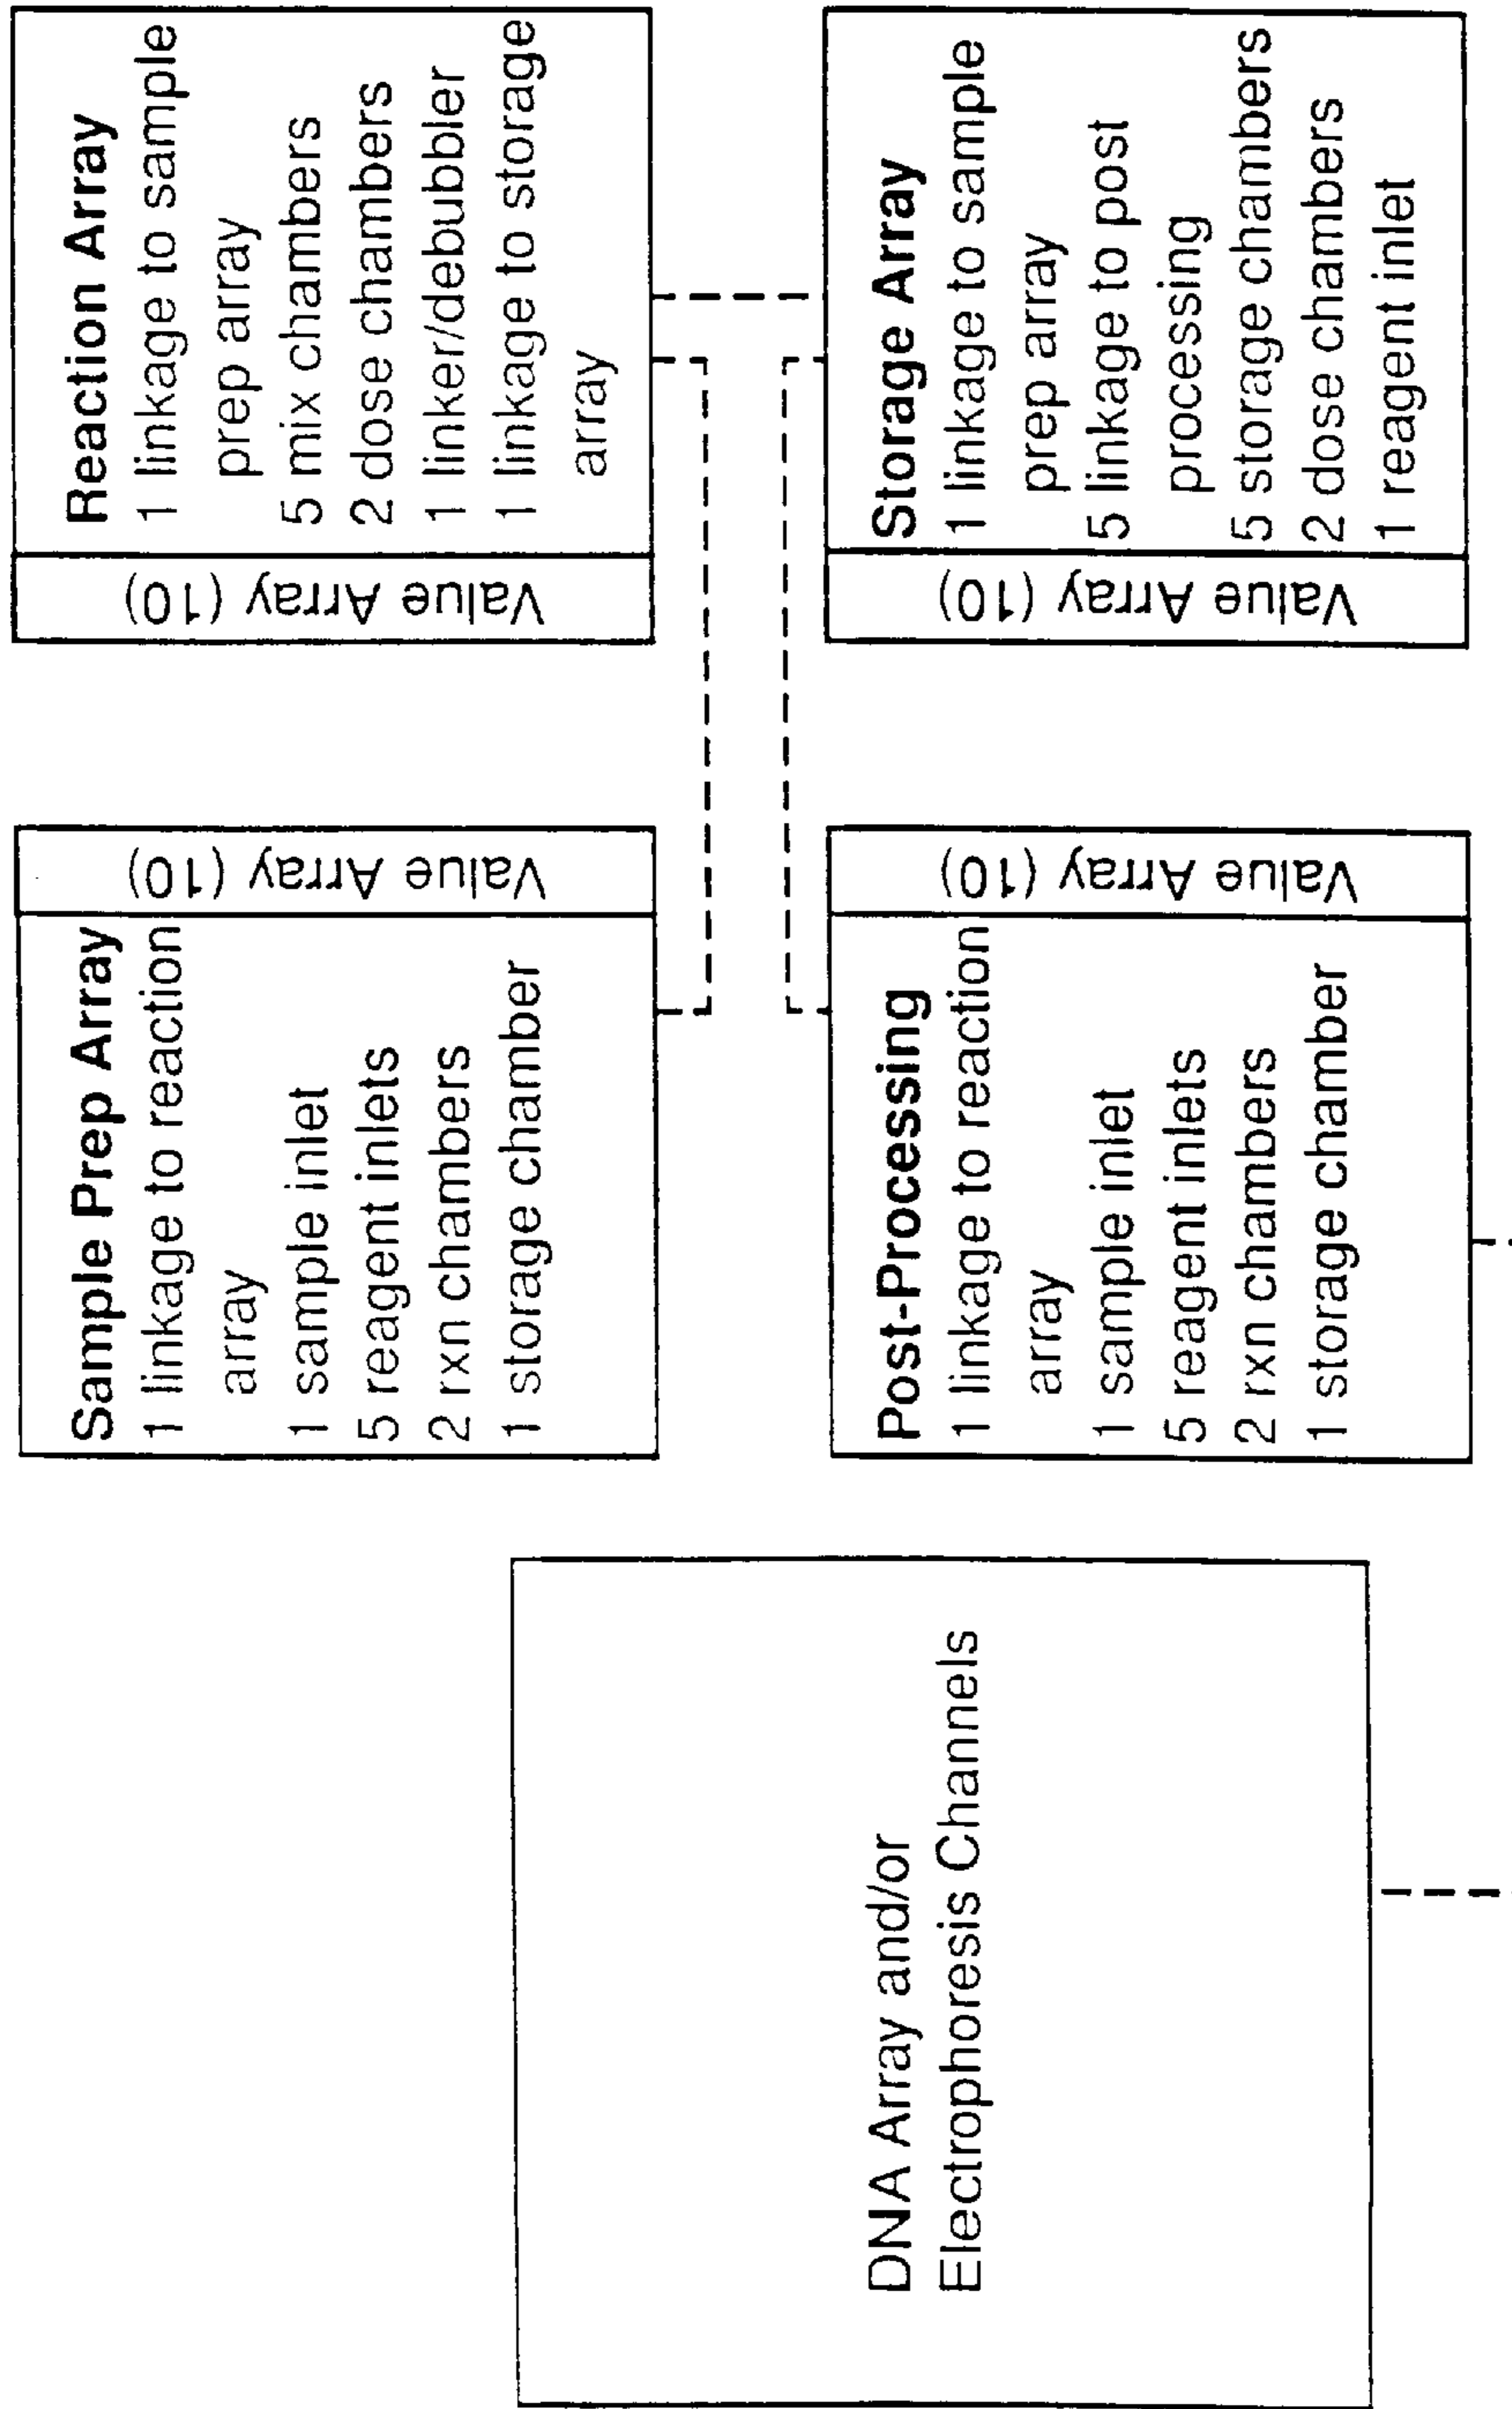 Sample Prep Array
1 linkage to reaction
array
1 sample inlet
5 reagent inlets
2 rxn chambers
1 storage chamber
Value Array (10)
Reaction Array
1 linkage to sample
prep array
5 mix chambers
2 dose chambers
1 linker/debubbler
1 linkage to storage
array
Value Array (10)
DNA Array and/or
Electrophoresis Channels
Post-Processing
1 linkage to reaction
array
1 sample inlet
5 reagent inlets
2 rxn chambers
1 storage chamber
Value Array (10)
Storage Array
1 linkage to sample
prep array
5 linkage to post
processing
5 storage chambers
2 dose chambers
1 reagent inlet
Value Array (10)